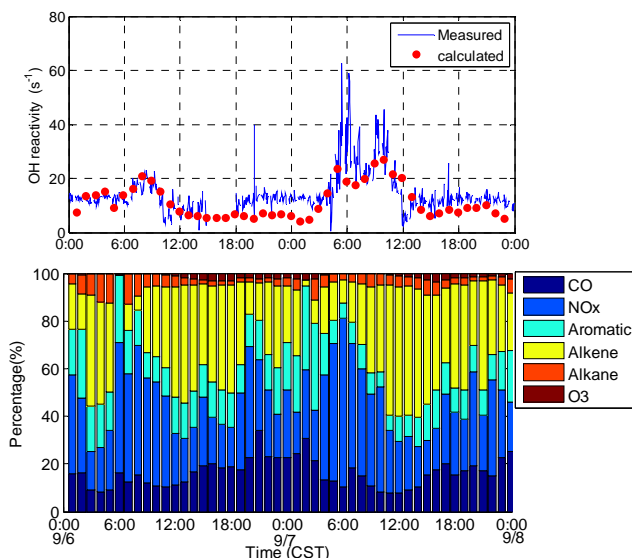 80
60
40
20
0
OH reactivity (s⁻¹)
Measured
calculated
0:00 6:00 12:00 18:00 0:00 6:00 12:00 18:00 0:00
100
80
60
40
20
0
Percentage(%)
CO
NOx
Aromatic
Alkene
Alkane
O3
0:00 6:00 12:00 18:00 0:00 6:00 12:00 18:00 0:00
9/6 9/7 9/8
Time (CST)